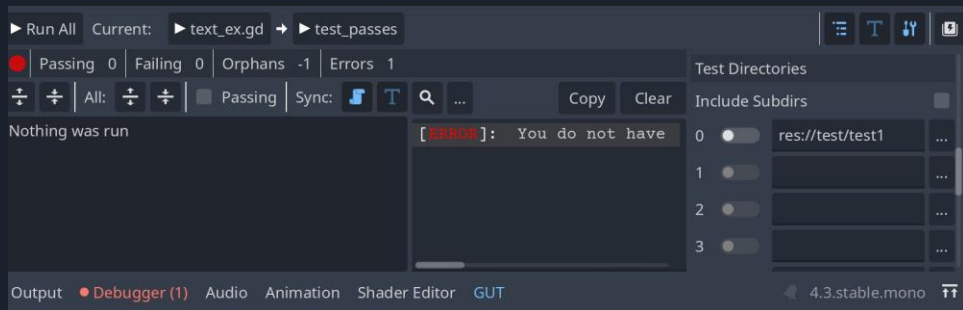 Run All Current: text_ex.gd test_passes
Passing 0 Failing 0 Orphans -1 Errors 1
All: Passing Sync: T ... Copy Clear
Nothing was run
[ERROR]: You do not have
Test Directories
Include Subdirs
0 res://test/test1 ...
1 ...
2 ...
3 ...
Output Debugger (1) Audio Animation Shader Editor GUT 4.3.stable.mono